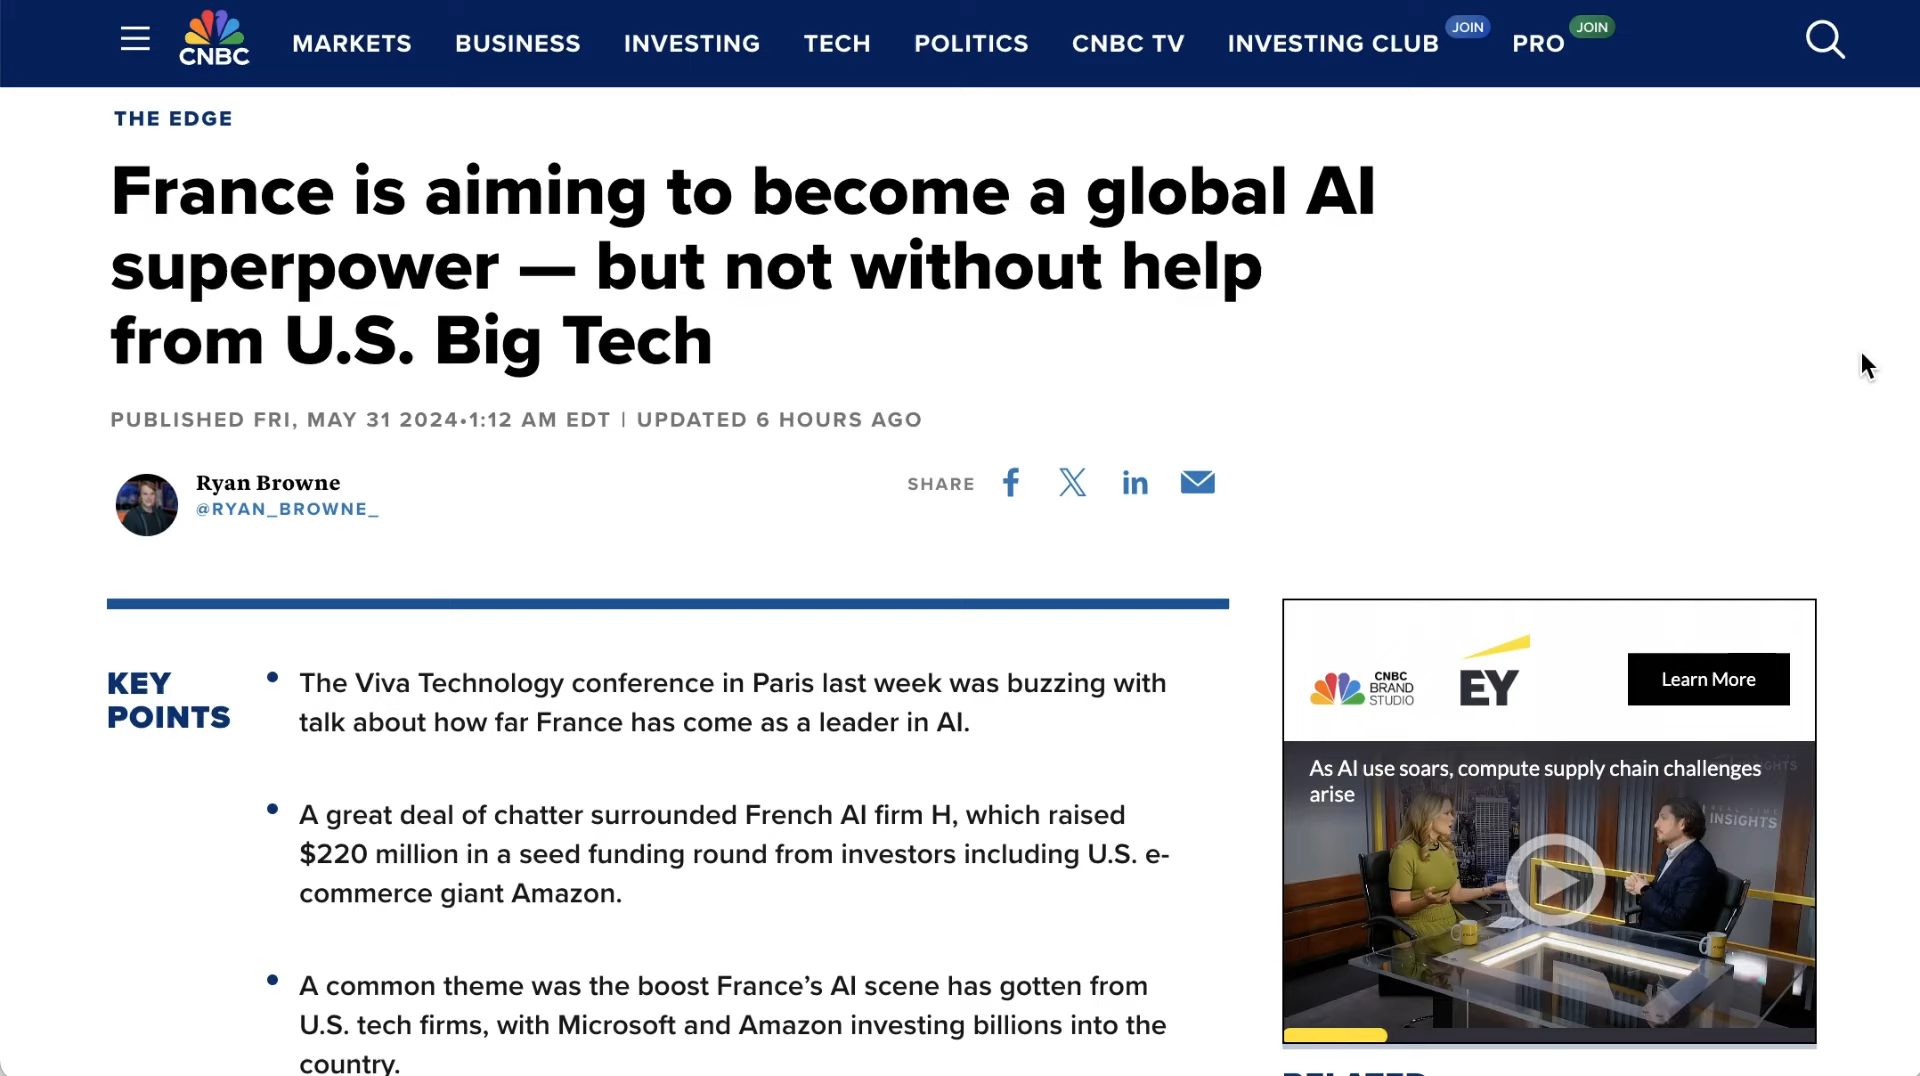 CNBC
MARKETS BUSINESS INVESTING TECH POLITICS CNBC TV INVESTING CLUB JOIN PRO JOIN
THE EDGE
France is aiming to become a global AI
superpower — but not without help
from U.S. Big Tech
PUBLISHED FRI, MAY 31 2024•1:12 AM EDT | UPDATED 6 HOURS AGO
Ryan Browne
@RYAN_BROWNE_
SHARE
KEY
POINTS
• The Viva Technology conference in Paris last week was buzzing with
talk about how far France has come as a leader in AI.
• A great deal of chatter surrounded French AI firm H, which raised
$220 million in a seed funding round from investors including U.S. e-
commerce giant Amazon.
• A common theme was the boost France’s AI scene has gotten from
U.S. tech firms, with Microsoft and Amazon investing billions into the
country.
CNBC
BRAND
STUDIO
EY
Learn More
As AI use soars, compute supply chain challenges
arise
REAL TIME
INSIGHTS
RELATED